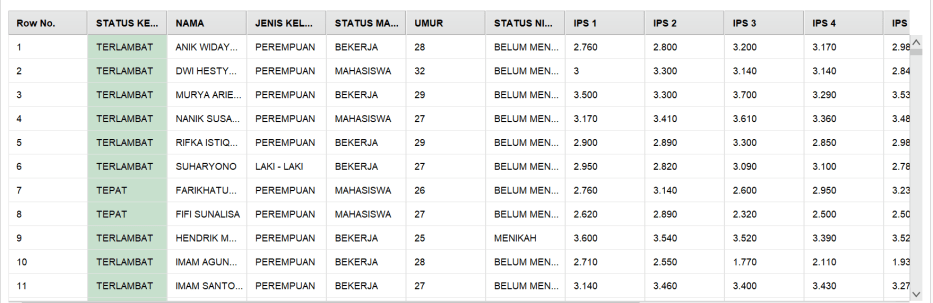 Row No. STATUS KE... NAMA JENIS KEL... STATUS MA... UMUR STATUS NI... IPS 1 IPS 2 IPS 3 IPS 4 IPS
1 TERLAMBAT ANIK WIDAY... PEREMPUAN BEKERJA 28 BELUM MEN... 2.760 2.800 3.200 3.170 2.98
2 TERLAMBAT DWI HESTY... PEREMPUAN MAHASISWA 32 BELUM MEN... 3 3.300 3.140 3.140 2.84
3 TERLAMBAT MURYA ARIE... PEREMPUAN BEKERJA 29 BELUM MEN... 3.500 3.300 3.700 3.290 3.53
4 TERLAMBAT NANIK SUSA... PEREMPUAN MAHASISWA 27 BELUM MEN... 3.170 3.410 3.610 3.360 3.48
5 TERLAMBAT RIFKA ISTIQ... PEREMPUAN BEKERJA 29 BELUM MEN... 2.900 2.890 3.300 2.850 2.98
6 TERLAMBAT SUHARYONO LAKI - LAKI BEKERJA 27 BELUM MEN... 2.950 2.820 3.090 3.100 2.78
7 TEPAT FARIKHATU... PEREMPUAN MAHASISWA 26 BELUM MEN... 2.760 3.140 2.600 2.950 3.23
8 TEPAT FIFI SUNALISA PEREMPUAN MAHASISWA 27 BELUM MEN... 2.620 2.890 2.320 2.500 2.50
9 TERLAMBAT HENDRIK M... PEREMPUAN BEKERJA 25 MENIKAH 3.600 3.540 3.520 3.390 3.52
10 TERLAMBAT IMAM AGUN... PEREMPUAN BEKERJA 28 BELUM MEN... 2.710 2.550 1.770 2.110 1.93
11 TERLAMBAT IMAM SANTO... PEREMPUAN BEKERJA 27 BELUM MEN... 3.140 3.460 3.400 3.430 3.27